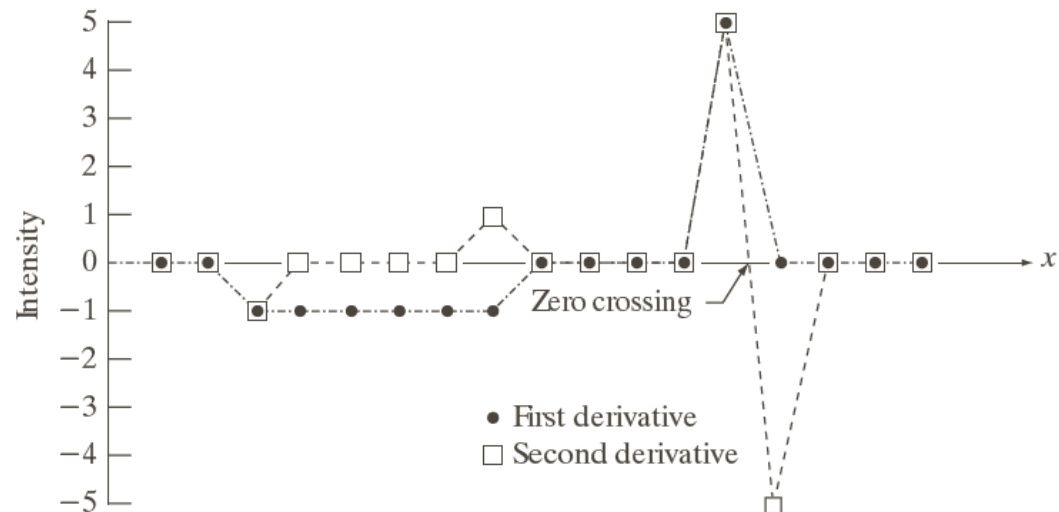 5
4
3
2
1
0
−1
−2
−3
−4
−5
Intensity
x
Zero crossing
First derivative
Second derivative